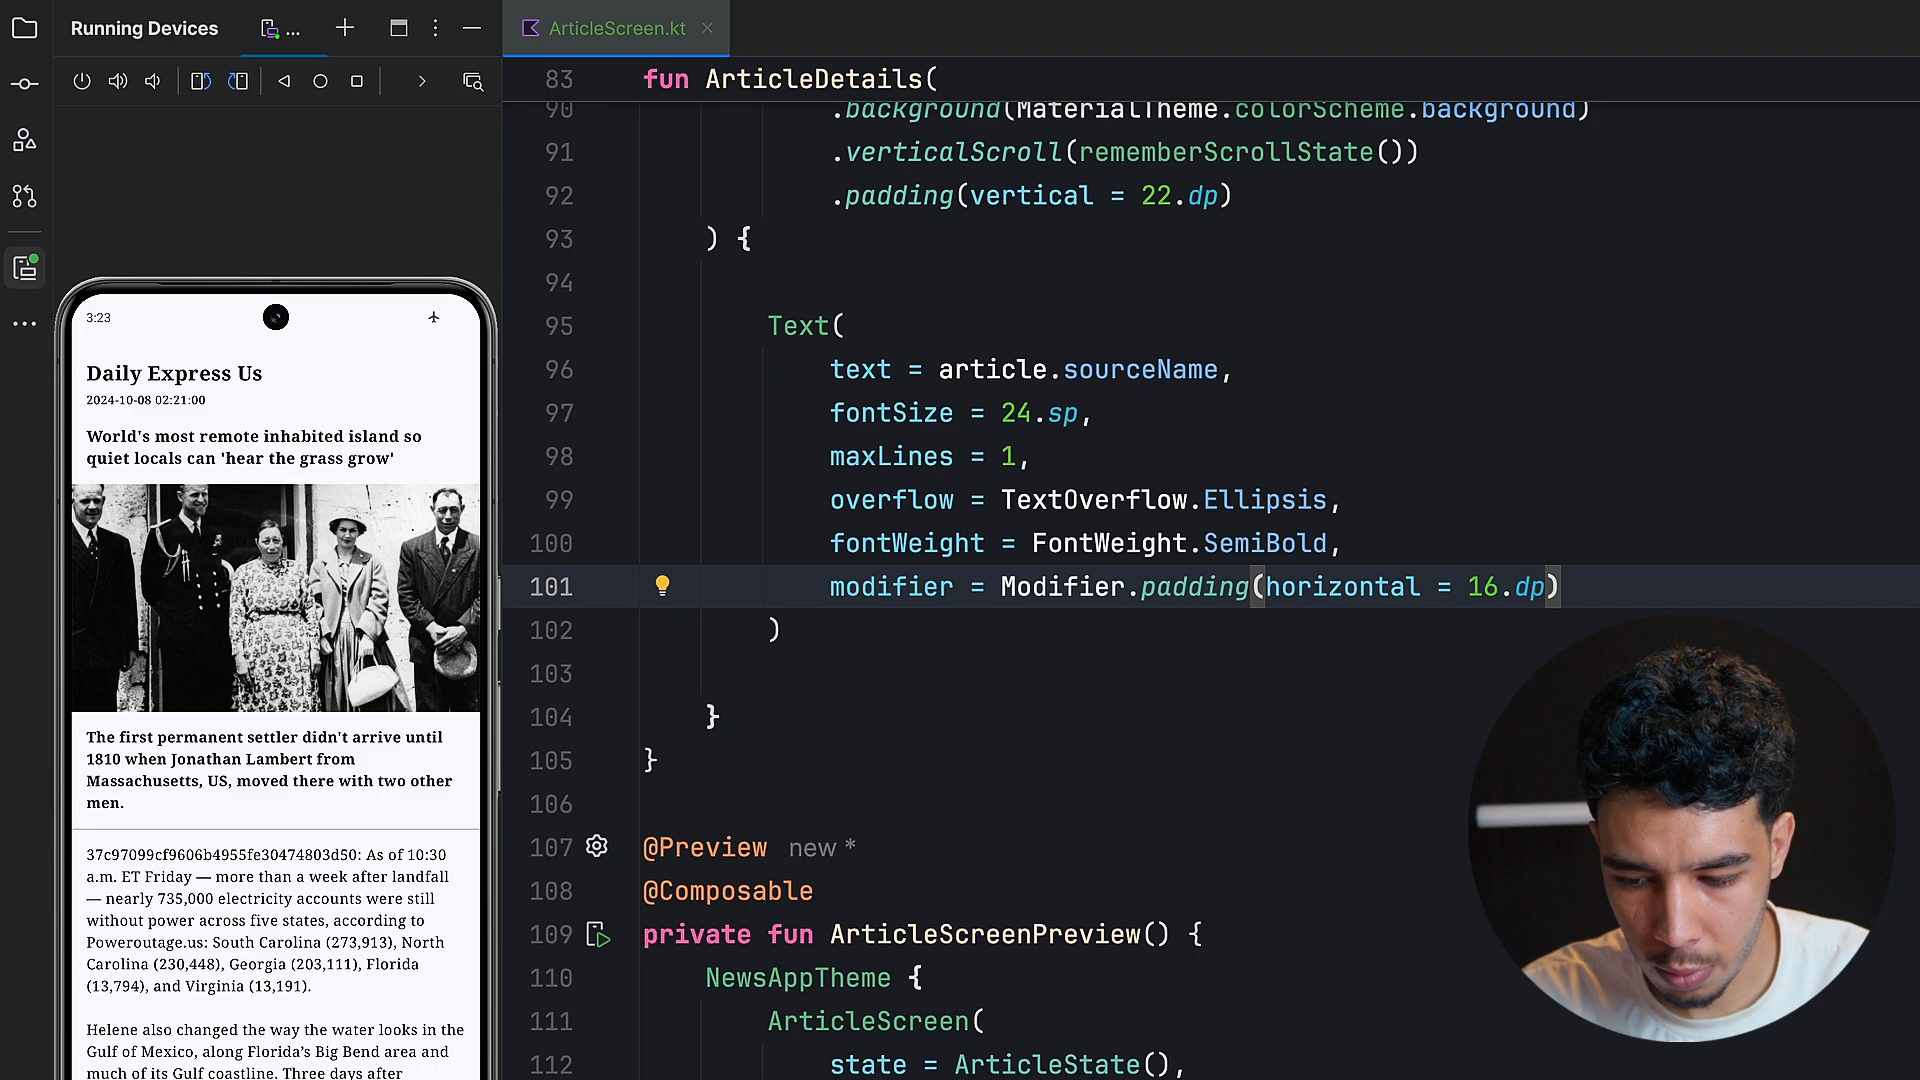 Running Devices
...
ArticleScreen.kt
83 fun ArticleDetails(
90 .background(MaterialTheme.colorScheme.background)
91 .verticalScroll(rememberScrollState())
92 .padding(vertical = 22.dp)
93 ) {
94
95 Text(
96 text = article.sourceName,
97 fontSize = 24.sp,
98 maxLines = 1,
99 overflow = TextOverflow.Ellipsis,
100 fontWeight = FontWeight.SemiBold,
101 modifier = Modifier.padding(horizontal = 16.dp)
102 )
103
104 }
105 }
106
107 @Preview new *
108 @Composable
109 private fun ArticleScreenPreview() {
110 NewsAppTheme {
111 ArticleScreen(
112 state = ArticleState(),
3:23
Daily Express Us
2024-10-08 02:21:00
World's most remote inhabited island so
quiet locals can 'hear the grass grow'
The first permanent settler didn't arrive until
1810 when Jonathan Lambert from
Massachusetts, US, moved there with two other
men.
37c97099cf9606b4955fe30474803d50: As of 10:30
a.m. ET Friday — more than a week after landfall
— nearly 735,000 electricity accounts were still
without power across five states, according to
Poweroutage.us: South Carolina (273,913), North
Carolina (230,448), Georgia (203,111), Florida
(13,794), and Virginia (13,191).
Helene also changed the way the water looks in the
Gulf of Mexico, along Florida’s Big Bend area and
much of its Gulf coastline. Three days after